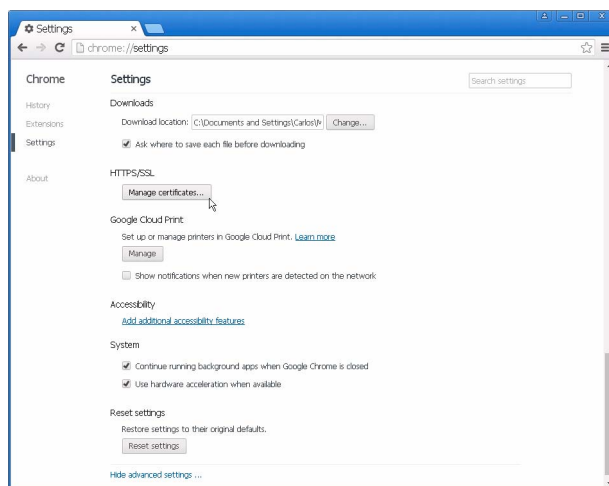 Settings
chrome://settings
Chrome
Settings
Search settings
History
Extensions
Settings
About
Downloads
Download location: C:\Documents and Settings\Carlos\ Change...
Ask where to save each file before downloading
HTTPS/SSL
Manage certificates...
Google Cloud Print
Set up or manage printers in Google Cloud Print. Learn more
Manage
Show notifications when new printers are detected on the network
Accessibility
Add additional accessibility features
System
Continue running background apps when Google Chrome is closed
Use hardware acceleration when available
Reset settings
Restore settings to their original defaults.
Reset settings
Hide advanced settings ...